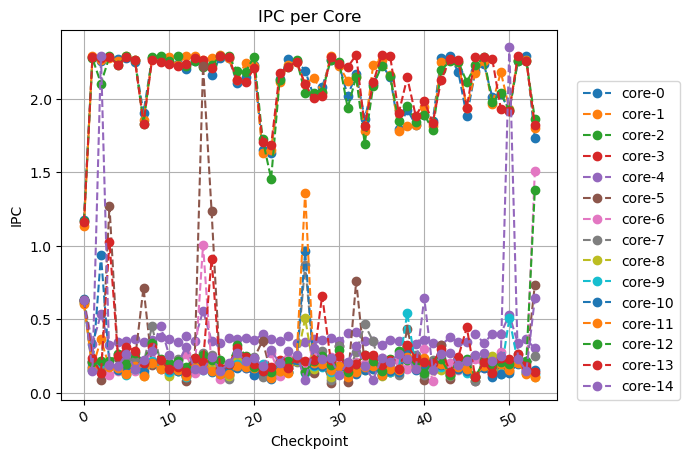 IPC per Core
IPC
2.0
1.5
1.0
0.5
0.0
0
10
20
30
40
50
Checkpoint
core-0
core-1
core-2
core-3
core-4
core-5
core-6
core-7
core-8
core-9
core-10
core-11
core-12
core-13
core-14